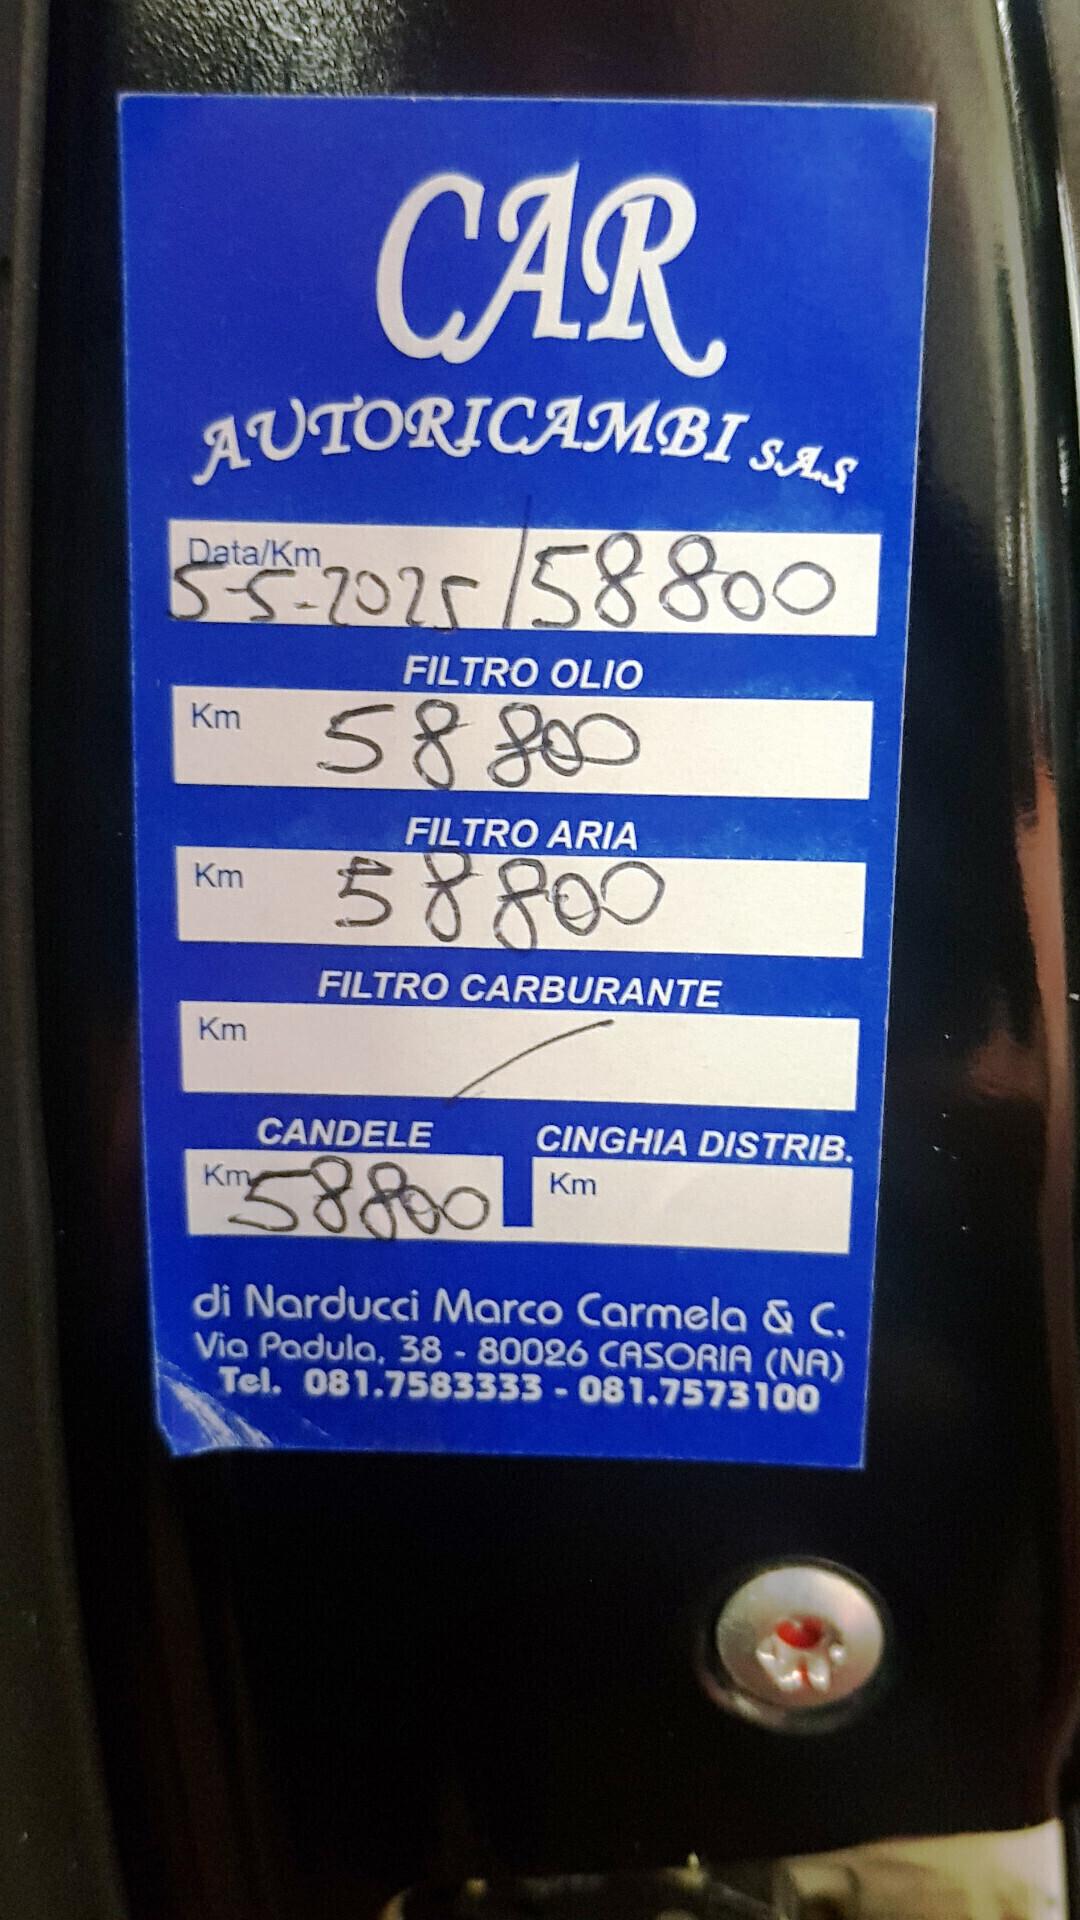 CAR
AUTORICAMBI S.A.S.
Data/Km
5-5-2025 / 58800
FILTRO OLIO
Km 58800
FILTRO ARIA
Km 58800
FILTRO CARBURANTE
Km /
CANDELE CINGHIA DISTRIB.
Km 58800 Km
di Narducci Marco Carmela & C.
Via Padula, 38 - 80026 CASORIA (NA)
Tel. 081.7583333 - 081.7573100